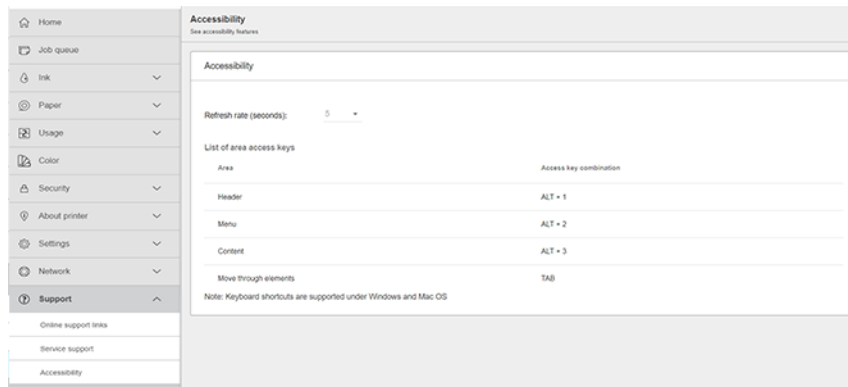 Home
Job queue
Ink
Paper
Usage
Color
Security
About printer
Settings
Network
Support
Online support links
Service support
Accessibility
Accessibility
See accessibility features
Accessibility
Refresh rate (seconds): 5
List of area access keys
Area Access key combination
Header ALT + 1
Menu ALT + 2
Content ALT + 3
Move through elements TAB
Note: Keyboard shortcuts are supported under Windows and Mac OS